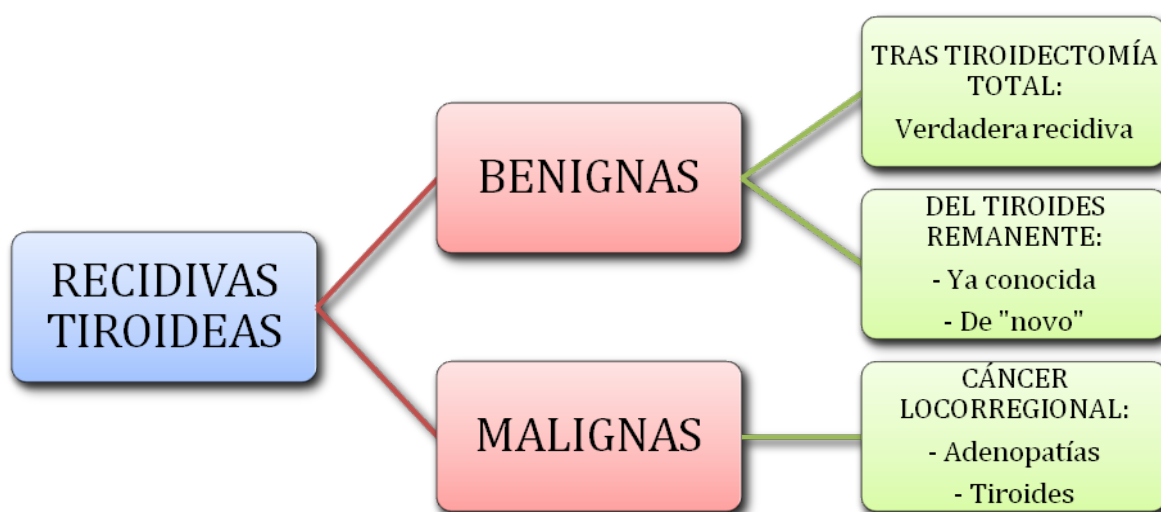 RECIDIVAS
TIROIDEAS
BENIGNAS
TRAS TIROIDECTOMÍA
TOTAL:
Verdadera recidiva
DEL TIROIDES
REMANENTE:
- Ya conocida
- De "novo"
MALIGNAS
CÁNCER
LOCORREGIONAL:
- Adenopatías
- Tiroides